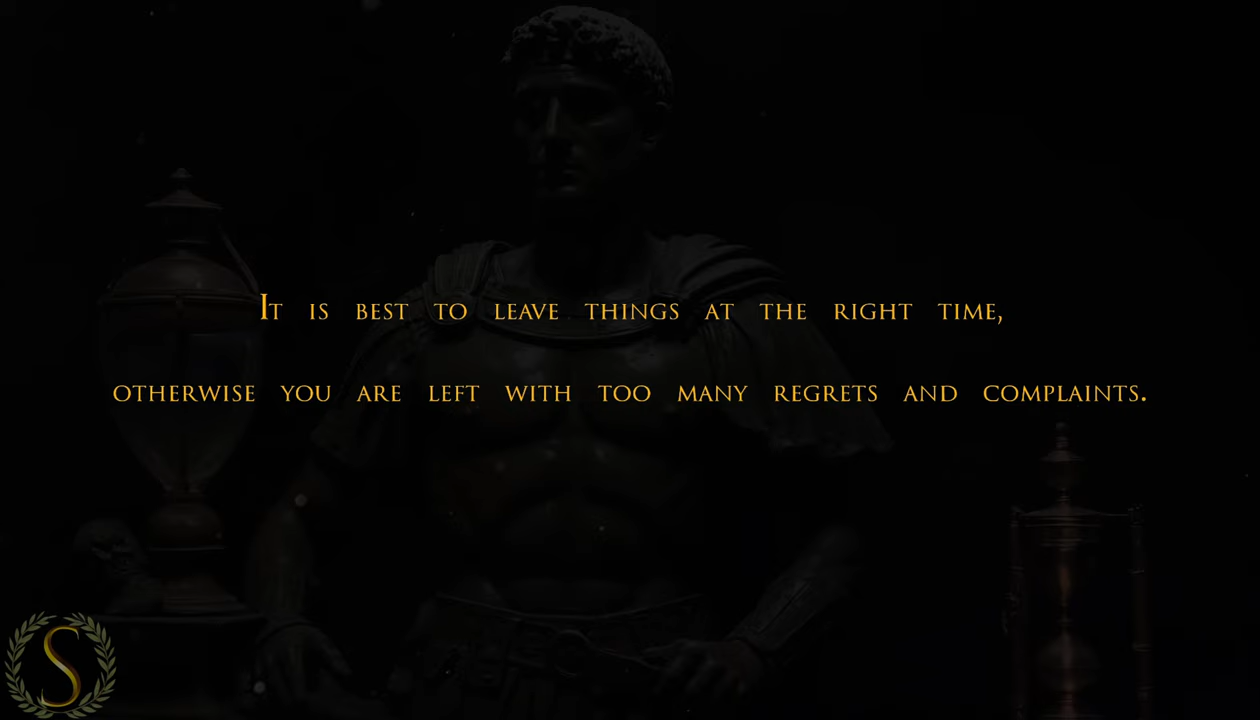 It is best to leave things at the right time,
otherwise you are left with too many regrets and complaints.
S